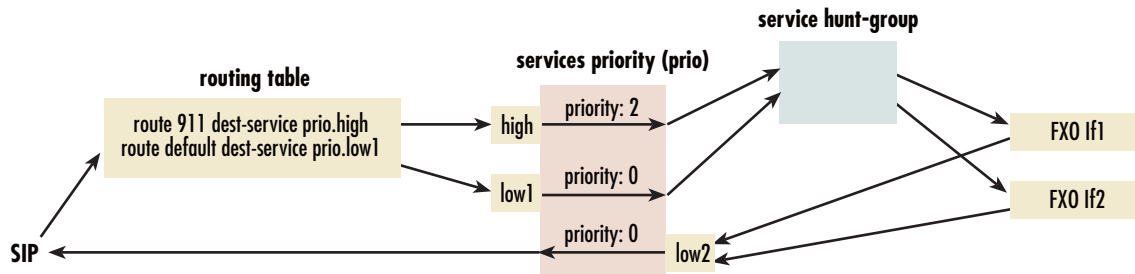 service hunt-group
services priority (prio)
routing table
route 911 dest-service prio.high
route default dest-service prio.low1
high
priority: 2
low1
priority: 0
priority: 0
low2
SIP
FXO If1
FXO If2